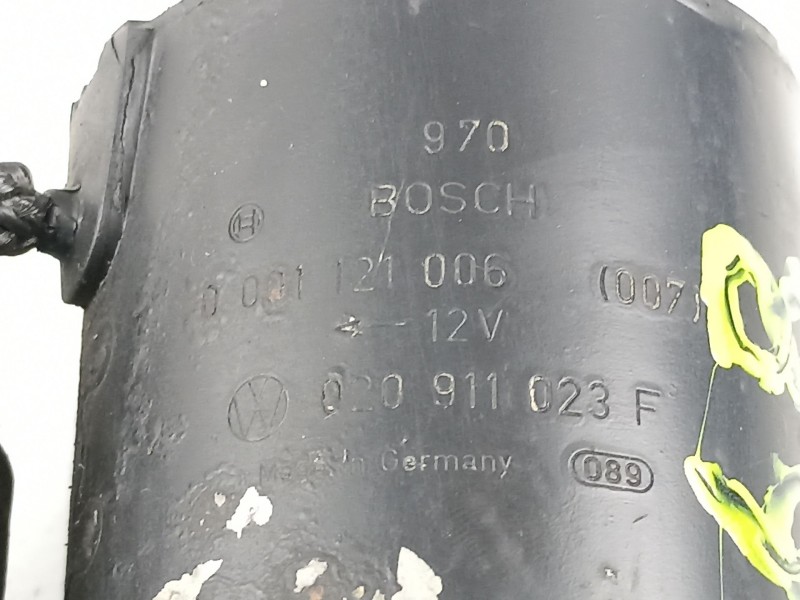 970
BOSCH
0 001 121 006 (007)
12V
020 911 023 F
Made in Germany 089